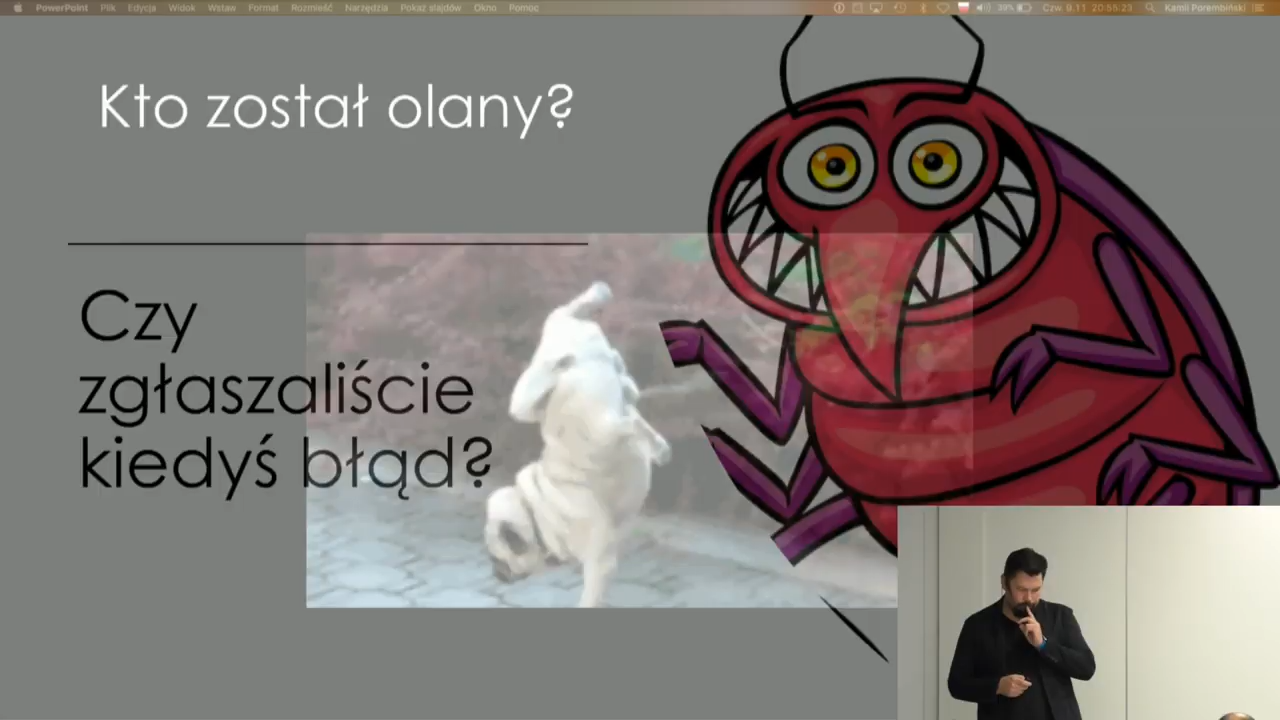 PowerPoint Plik Edycja Widok Wstaw Format Rozmieść Narzędzia Pokaz slajdów Okno Pomoc 39% Czw. 9.11 20:55:23 Kamil Porembiński
Kto został olany?
Czy
zgłaszaliście
kiedyś błąd?